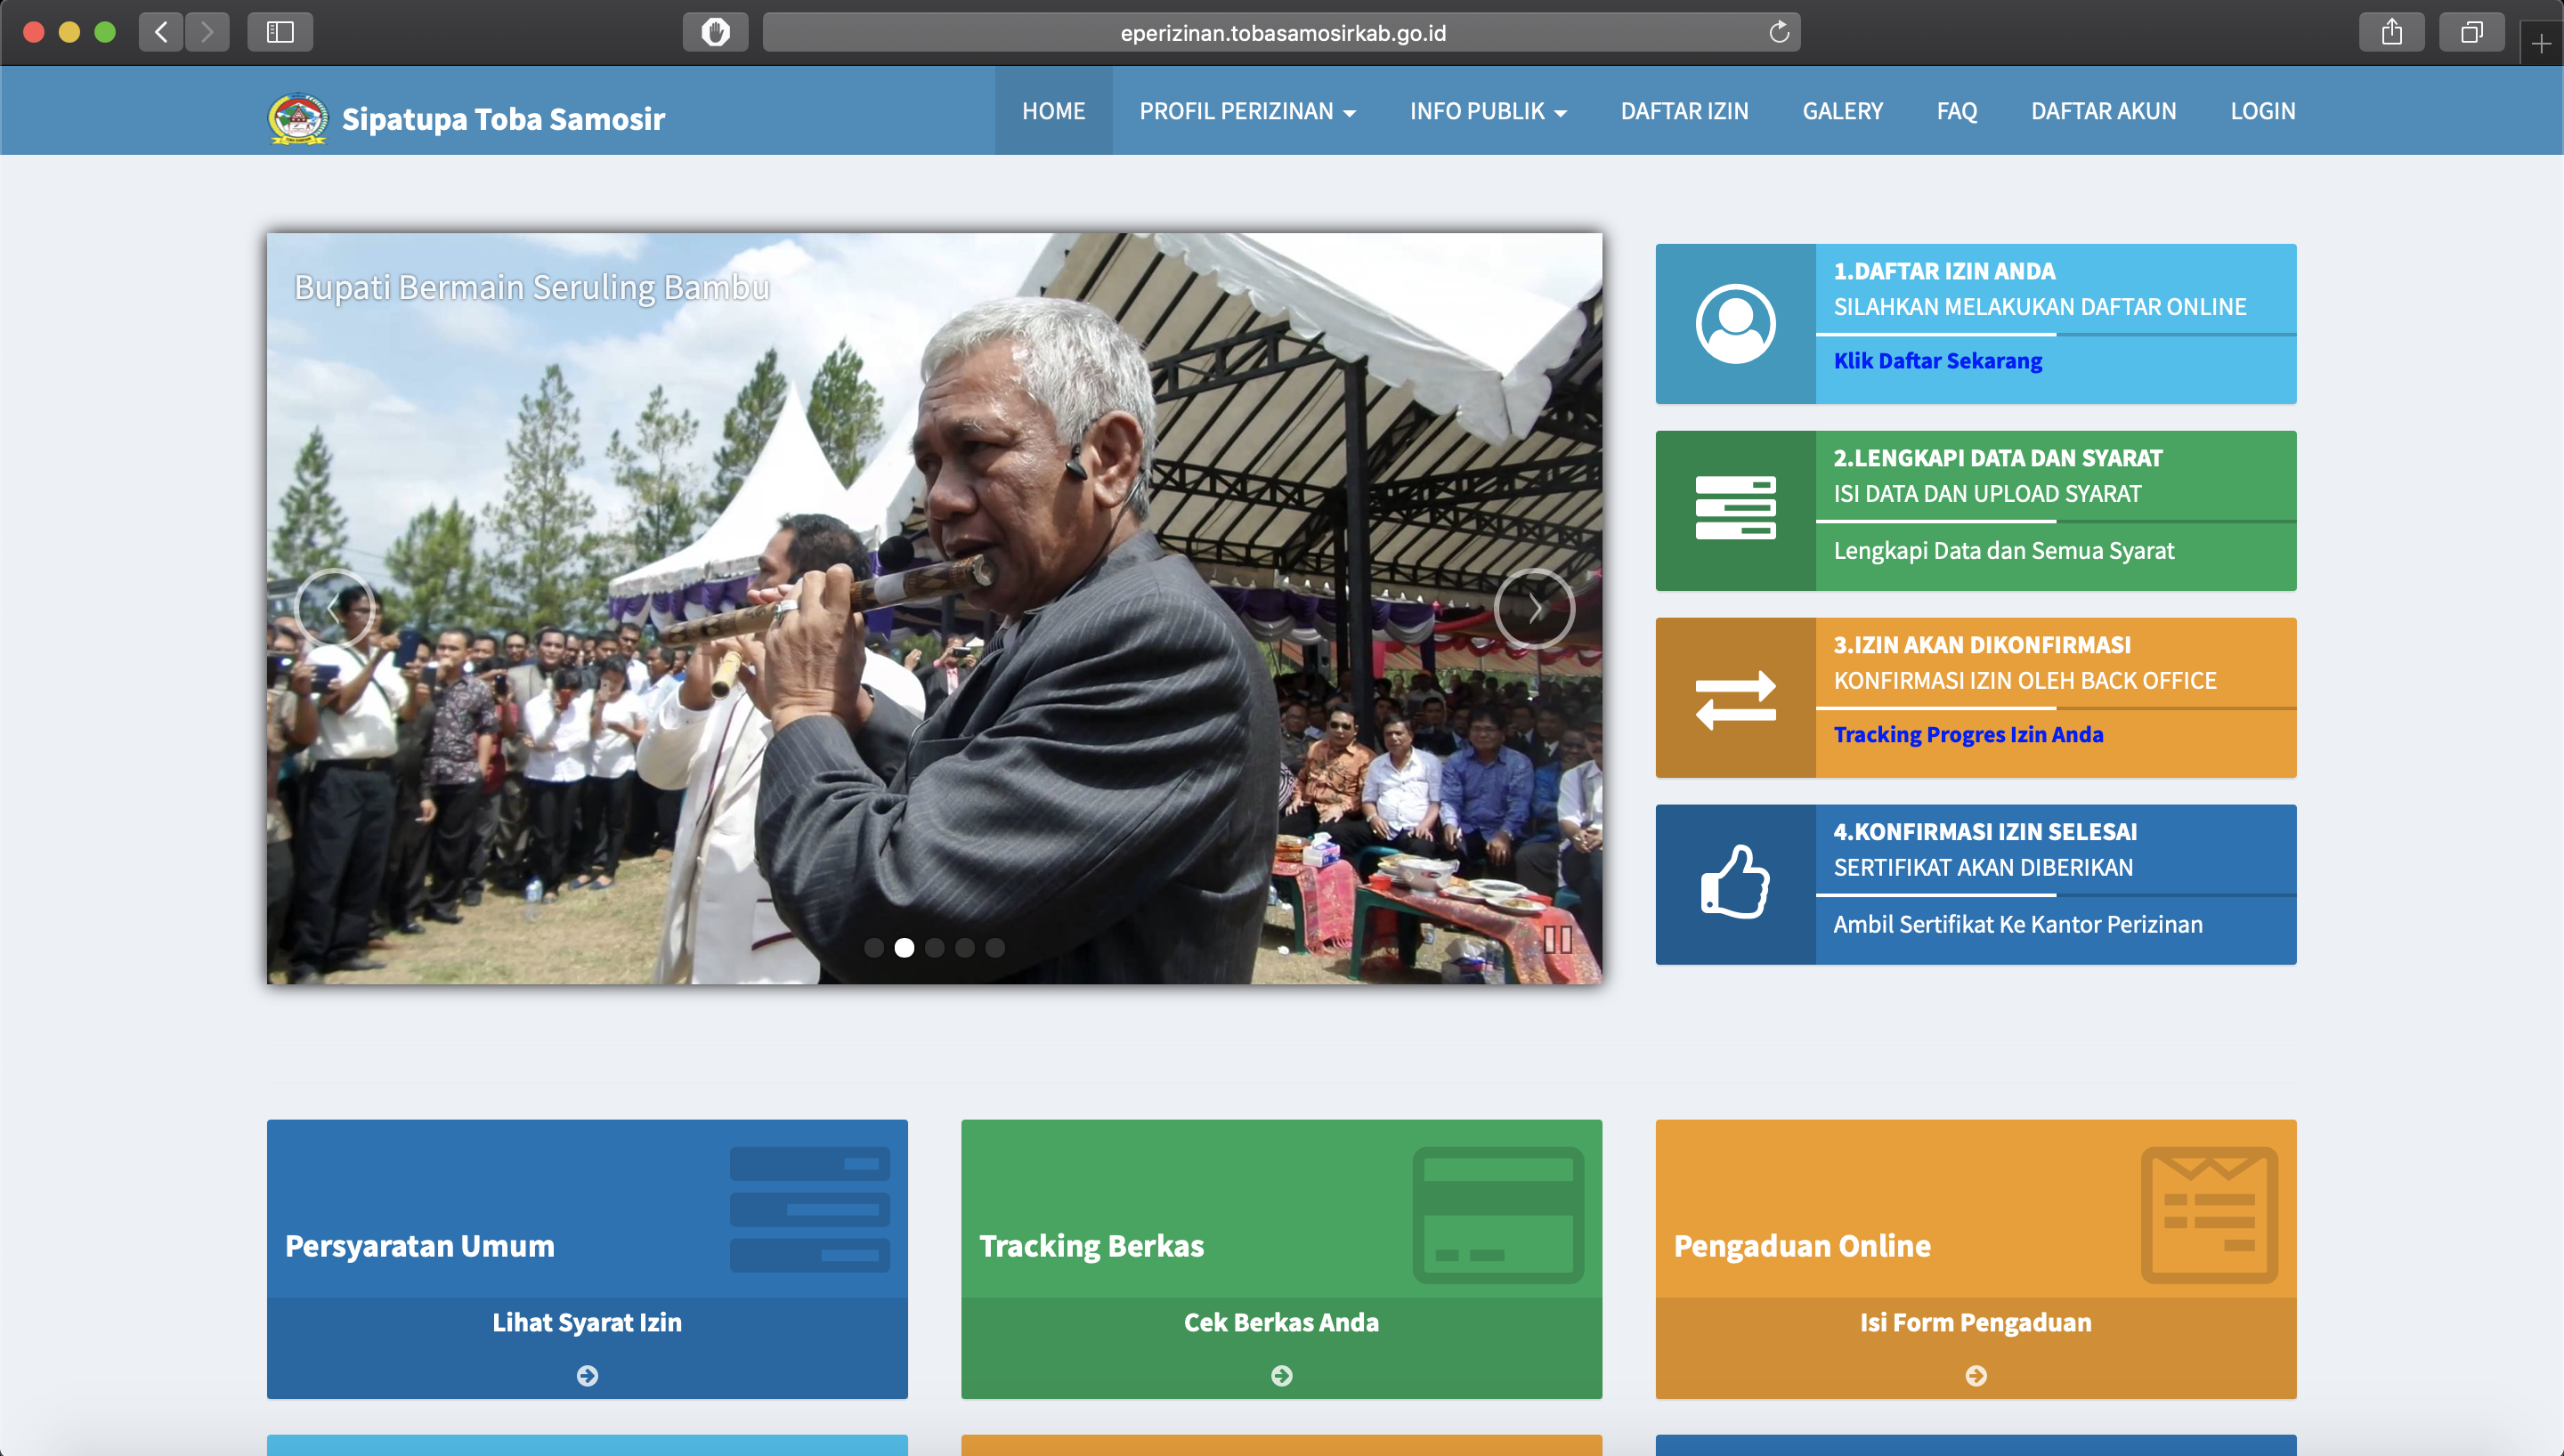 eperizinan.tobasamosirkab.go.id
Sipatupa Toba Samosir
HOME
PROFIL PERIZINAN
INFO PUBLIK
DAFTAR IZIN
GALERY
FAQ
DAFTAR AKUN
LOGIN
Bupati Bermain Seruling Bambu
1.DAFTAR IZIN ANDA
SILAHKAN MELAKUKAN DAFTAR ONLINE
Klik Daftar Sekarang
2.LENGKAPI DATA DAN SYARAT
ISI DATA DAN UPLOAD SYARAT
Lengkapi Data dan Semua Syarat
3.IZIN AKAN DIKONFIRMASI
KONFIRMASI IZIN OLEH BACK OFFICE
Tracking Progres Izin Anda
4.KONFIRMASI IZIN SELESAI
SERTIFIKAT AKAN DIBERIKAN
Ambil Sertifikat Ke Kantor Perizinan
Persyaratan Umum
Lihat Syarat Izin
Tracking Berkas
Cek Berkas Anda
Pengaduan Online
Isi Form Pengaduan